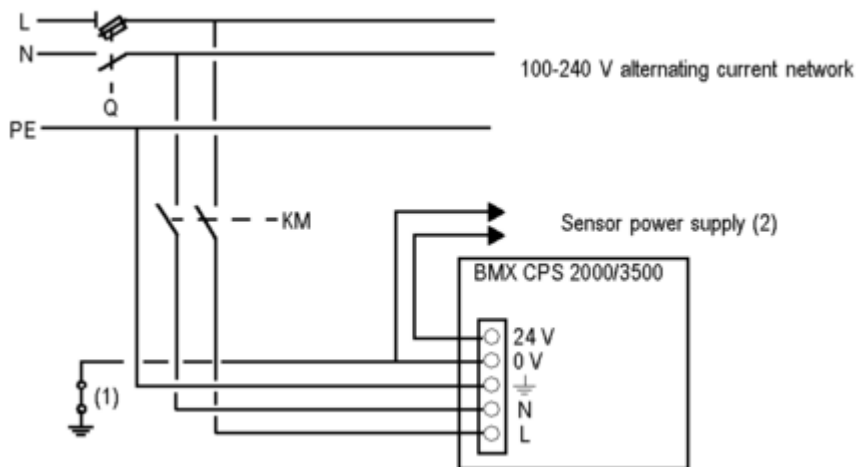 L
N
100-240 V alternating current network
Q
PE
KM
Sensor power supply (2)
BMX CPS 2000/3500
24 V
0 V
(1)
N
L